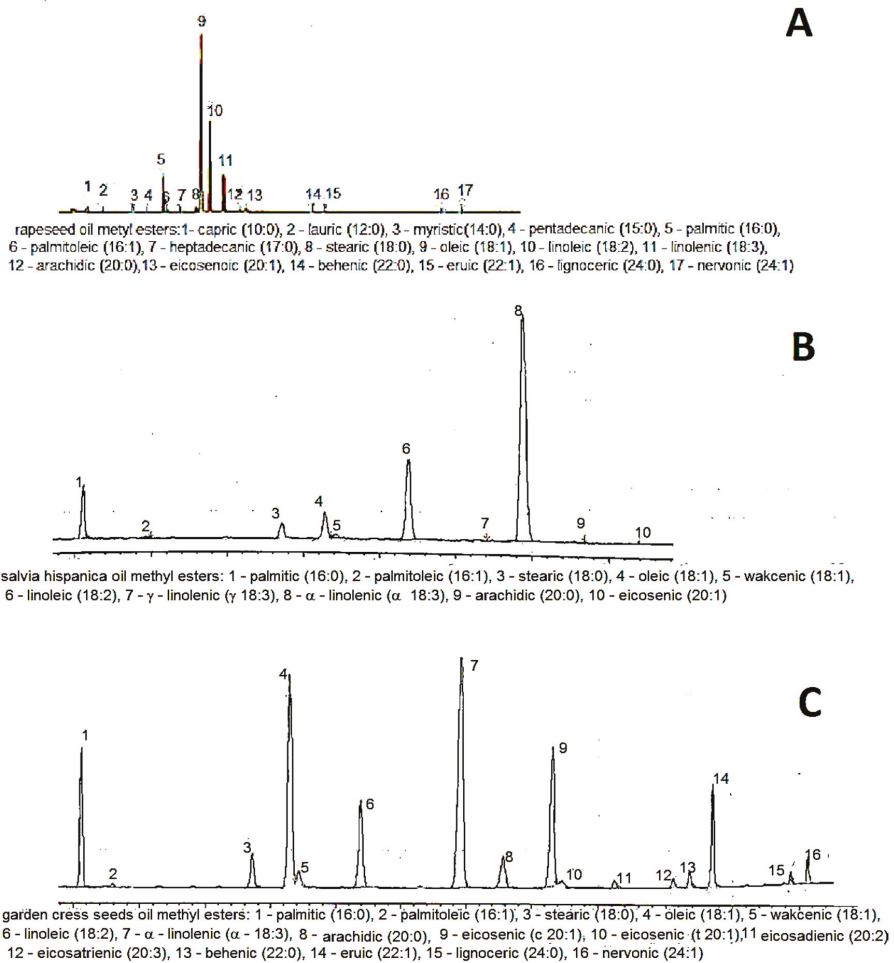 A
9
10
5
11
1 2 3 4 6 7 8 12 13 14 15 16 17
rapeseed oil metyl esters:1- capric (10:0), 2 - lauric (12:0), 3 - myristic(14:0), 4 - pentadecanic (15:0), 5 - palmitic (16:0),
6 - palmitoleic (16:1), 7 - heptadecanic (17:0), 8 - stearic (18:0), 9 - oleic (18:1), 10 - linoleic (18:2), 11 - linolenic (18:3),
12 - arachidic (20:0),13 - eicosenoic (20:1), 14 - behenic (22:0), 15 - eruic (22:1), 16 - lignoceric (24:0), 17 - nervonic (24:1)
8
B
6
1
4
3
2 5 7 9 10
salvia hispanica oil methyl esters: 1 - palmitic (16:0), 2 - palmitoleic (16:1), 3 - stearic (18:0), 4 - oleic (18:1), 5 - wakcenic (18:1),
6 - linoleic (18:2), 7 - γ - linolenic (γ 18:3), 8 - α - linolenic (α 18:3), 9 - arachidic (20:0), 10 - eicosenic (20:1)
7
4
C
1 9
14
6
3 8 16
2 5 10 11 12 13 15
garden cress seeds oil methyl esters: 1 - palmitic (16:0), 2 - palmitoleic (16:1), 3 - stearic (18:0), 4 - oleic (18:1), 5 - wakcenic (18:1),
6 - linoleic (18:2), 7 - α - linolenic (α - 18:3), 8 - arachidic (20:0), 9 - eicosenic (c 20:1), 10 - eicosenic (t 20:1),11 eicosadienic (20:2)
12 - eicosatrienic (20:3), 13 - behenic (22:0), 14 - eruic (22:1), 15 - lignoceric (24:0), 16 - nervonic (24:1)